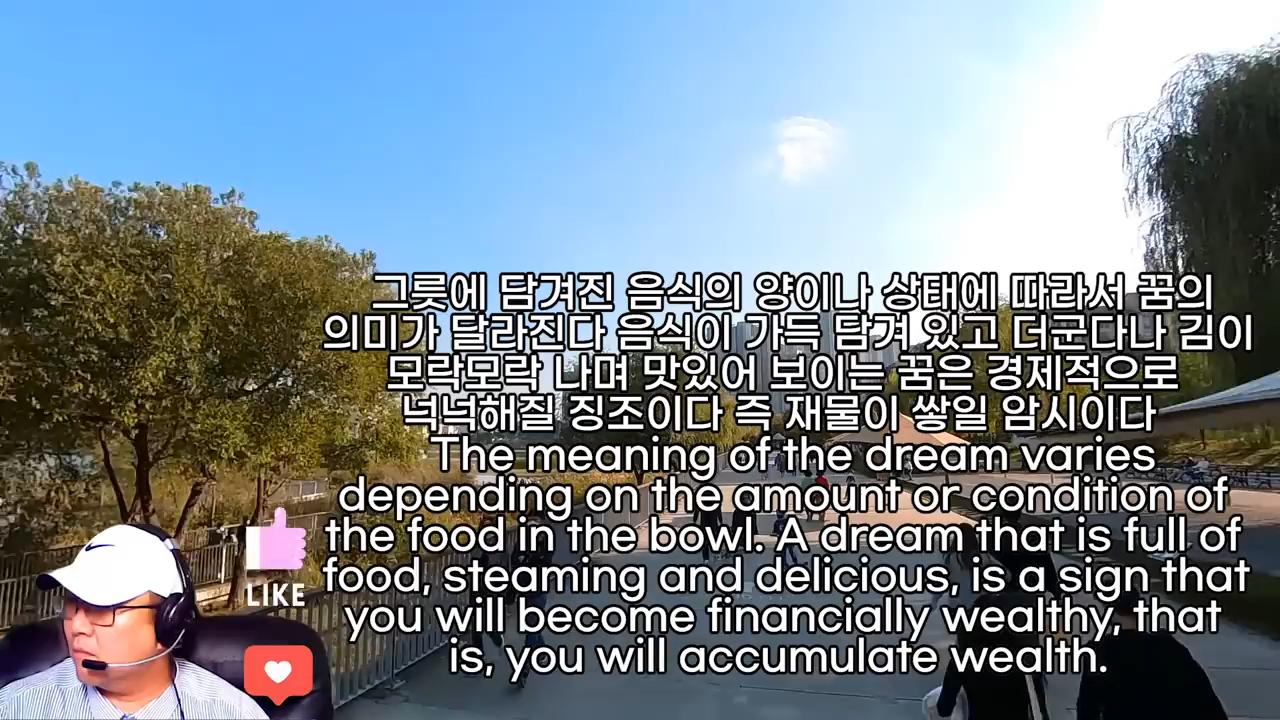 그릇에 담겨진 음식의 양이나 상태에 따라서 꿈의
의미가 달라진다 음식이 가득 담겨 있고 더군다나 김이
모락모락 나며 맛있어 보이는 꿈은 경제적으로
넉넉해질 징조이다 즉 재물이 쌓일 암시이다
The meaning of the dream varies
depending on the amount or condition of
the food in the bowl. A dream that is full of
food, steaming and delicious, is a sign that
you will become financially wealthy, that
is, you will accumulate wealth.
LIKE